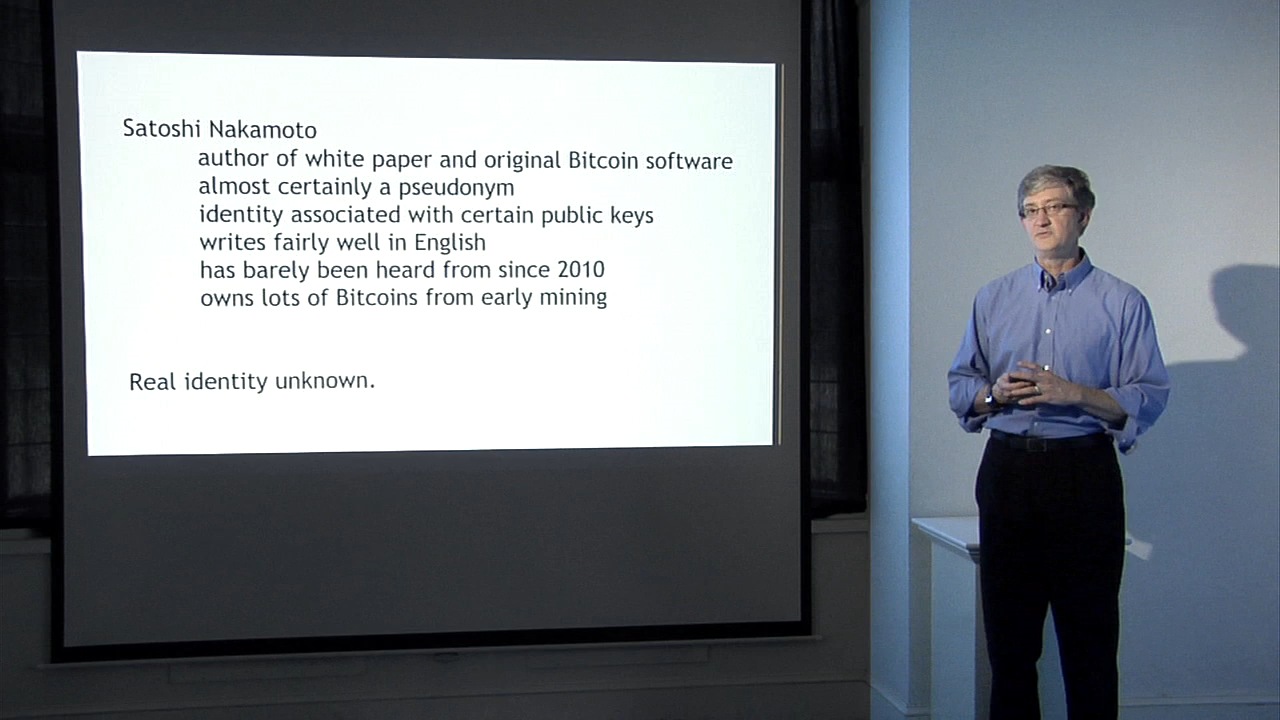 Satoshi Nakamoto
author of white paper and original Bitcoin software
almost certainly a pseudonym
identity associated with certain public keys
writes fairly well in English
has barely been heard from since 2010
owns lots of Bitcoins from early mining
Real identity unknown.